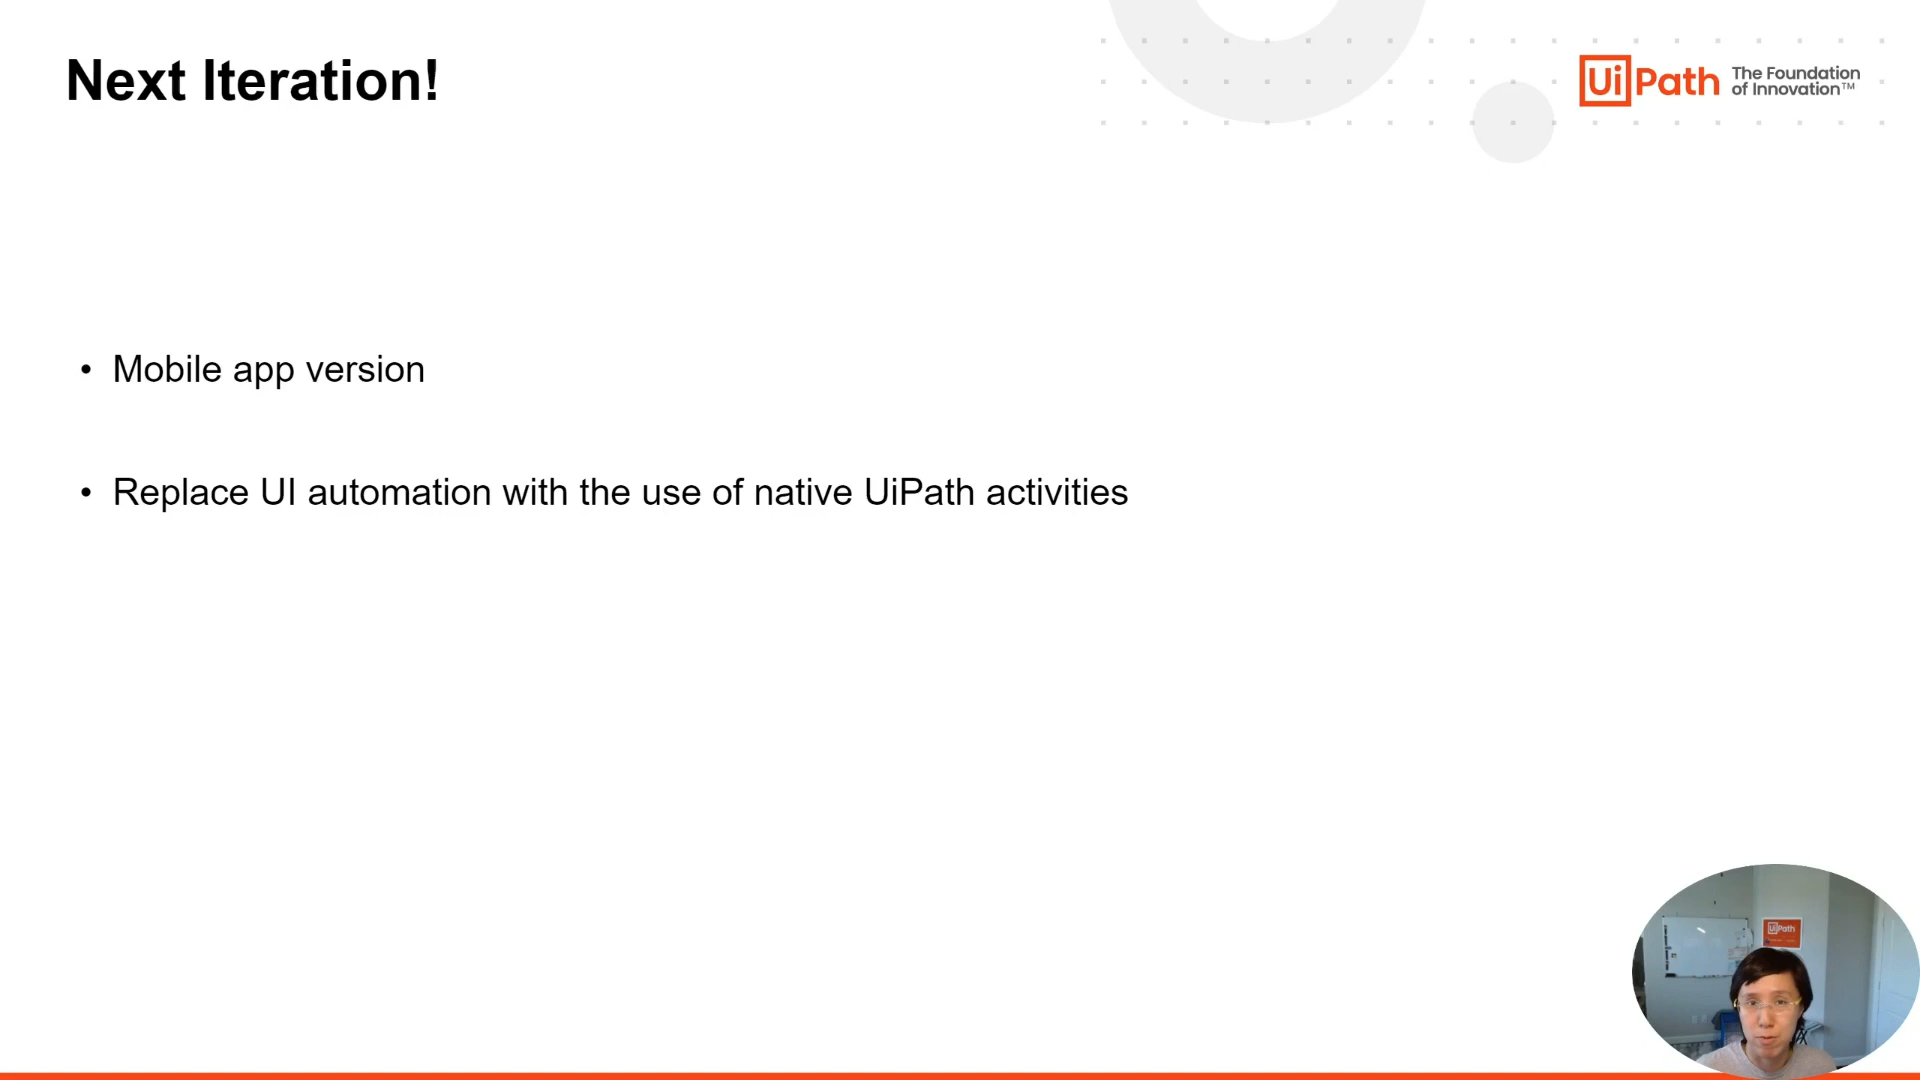 Next Iteration!
UiPath The Foundation
of Innovation™
• Mobile app version
• Replace UI automation with the use of native UiPath activities
UiPath